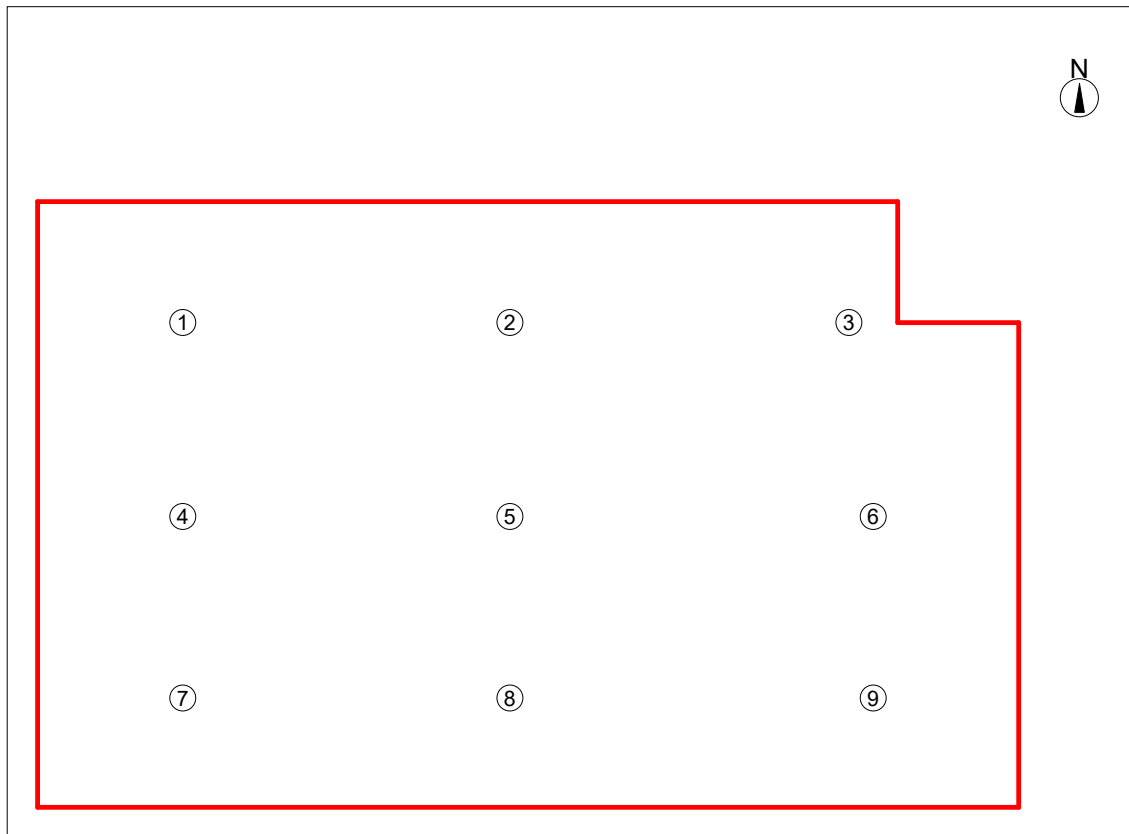 N
① ② ③
④ ⑤ ⑥
⑦ ⑧ ⑨